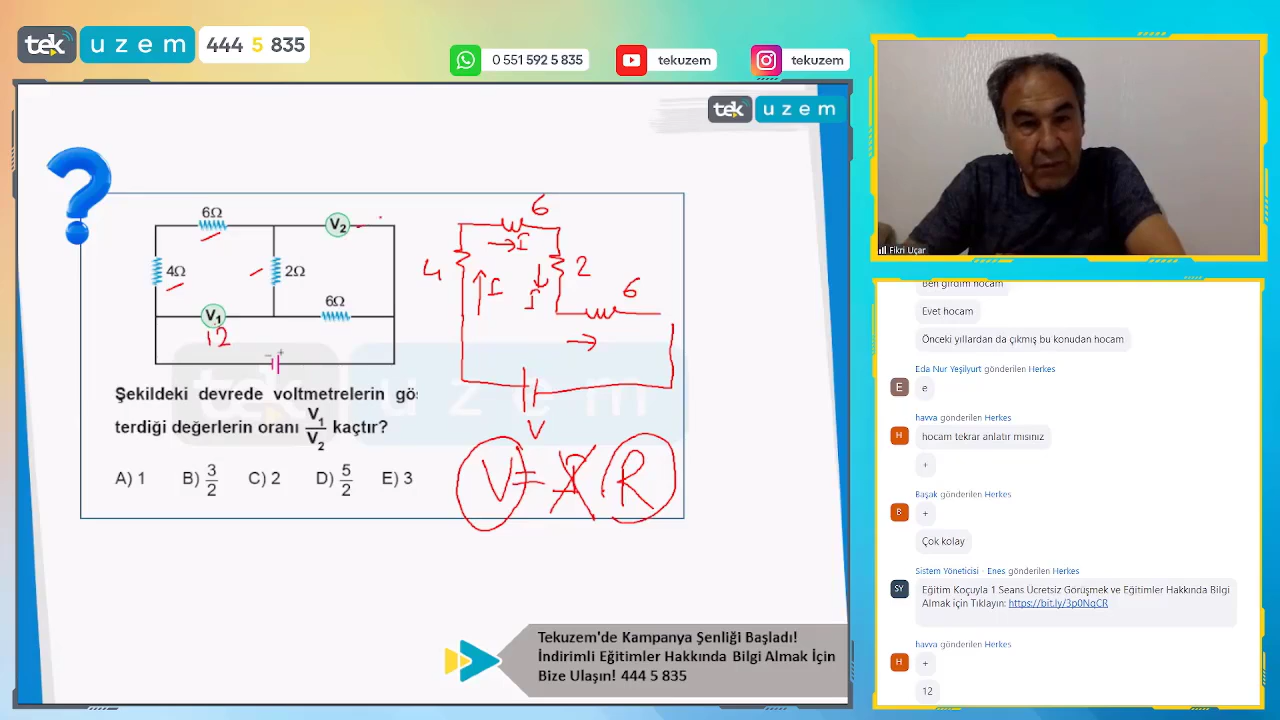 tek uzem 444 5 835
0 551 592 5 835
tekuzem
tekuzem
tek uzem
6Ω
V2
4Ω
2Ω
6Ω
V1
12
- +
6
I
4
I
2
I
6
V
V = I R
uzem
Şekildeki devrede voltmetrelerin gös
terdiği değerlerin oranı V1/V2 kaçtır?
A) 1 B) 3/2 C) 2 D) 5/2 E) 3
Tekuzem'de Kampanya Şenliği Başladı!
İndirimli Eğitimler Hakkında Bilgi Almak İçin
Bize Ulaşın! 444 5 835
Fikri Uçar
Ben girdim hocam
Evet hocam
Önceki yıllardan da çıkmış bu konudan hocam
Eda Nur Yeşilyurt gönderilen Herkes
E
e
havva gönderilen Herkes
H
hocam tekrar anlatır mısınız
+
Başak gönderilen Herkes
B
+
Çok kolay
Sistem Yöneticisi - Enes gönderilen Herkes
SY
Eğitim Koçuyla 1 Seans Ücretsiz Görüşmek ve Eğitimler Hakkında Bilgi
Almak için Tıklayın: https://bit.ly/3p0NqCR
havva gönderilen Herkes
H
+
12